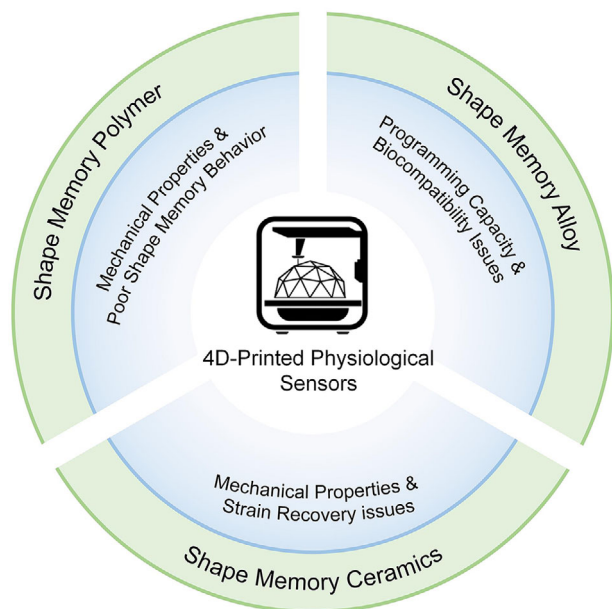 Shape Memory Polymer
Mechanical Properties &
Poor Shape Memory Behavior
Shape Memory Alloy
Programming Capacity &
Biocompatibility Issues
4D-Printed Physiological
Sensors
Mechanical Properties &
Strain Recovery issues
Shape Memory Ceramics